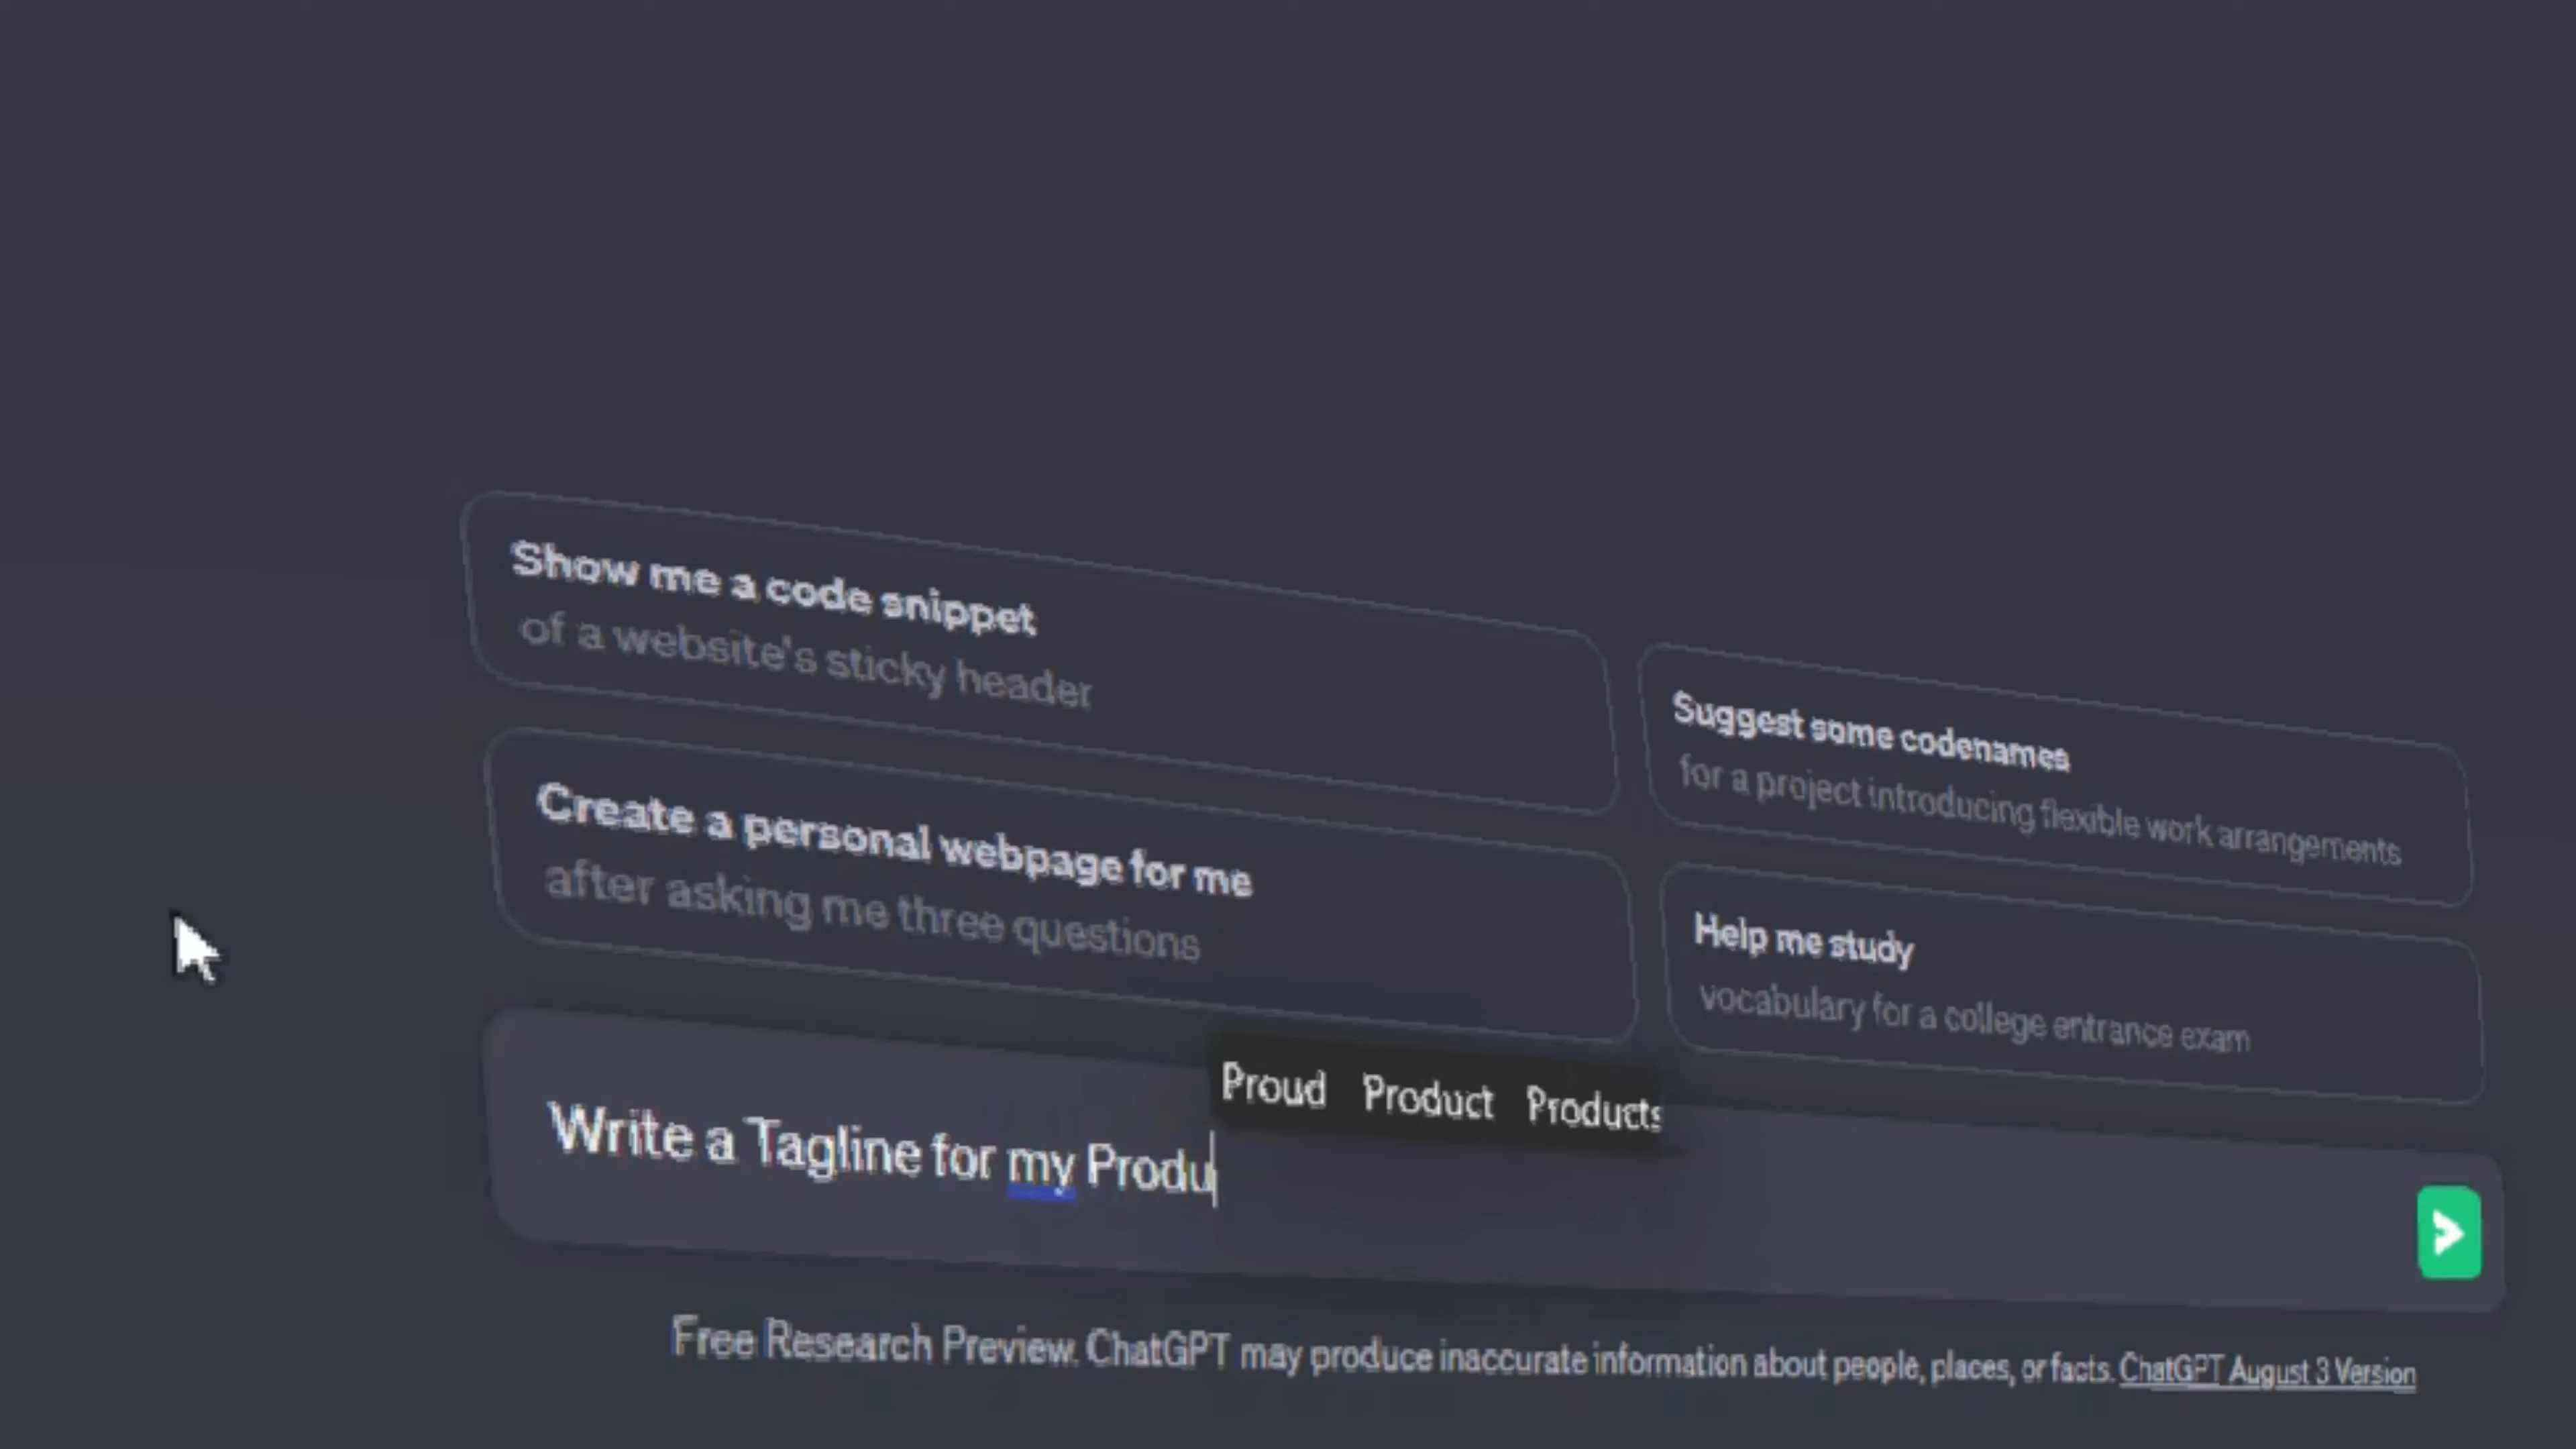 Show me a code snippet
of a website's sticky header
Suggest some codenames
for a project introducing flexible work arrangements
Create a personal webpage for me
after asking me three questions
Help me study
vocabulary for a college entrance exam
Proud Product Products
Write a Tagline for my Produ
Free Research Preview. ChatGPT may produce inaccurate information about people, places, or facts. ChatGPT August 3 Version